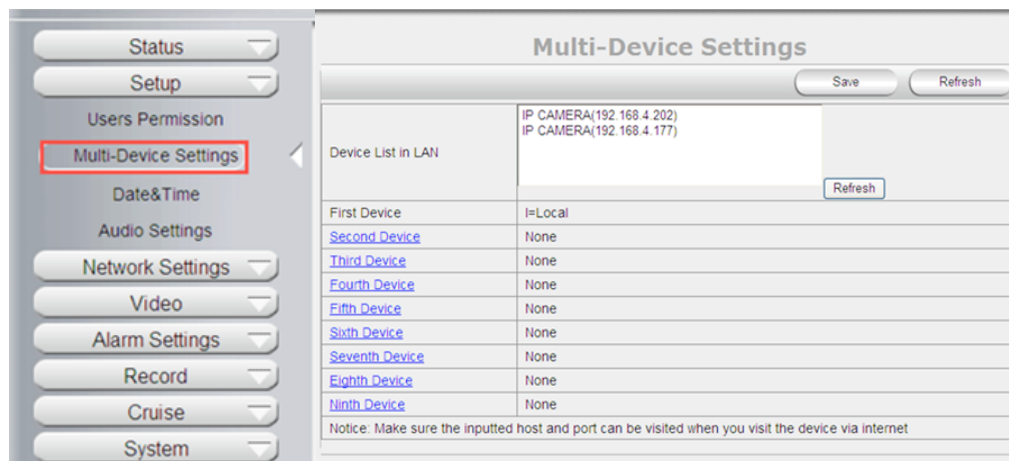 Status
Setup
Users Permission
Multi-Device Settings
Date&Time
Audio Settings
Network Settings
Video
Alarm Settings
Record
Cruise
System
Multi-Device Settings
Save Refresh
Device List in LAN
IP CAMERA(192.168.4.202)
IP CAMERA(192.168.4.177)
Refresh
First Device I=Local
Second Device None
Third Device None
Fourth Device None
Fifth Device None
Sixth Device None
Seventh Device None
Eighth Device None
Ninth Device None
Notice: Make sure the inputted host and port can be visited when you visit the device via internet